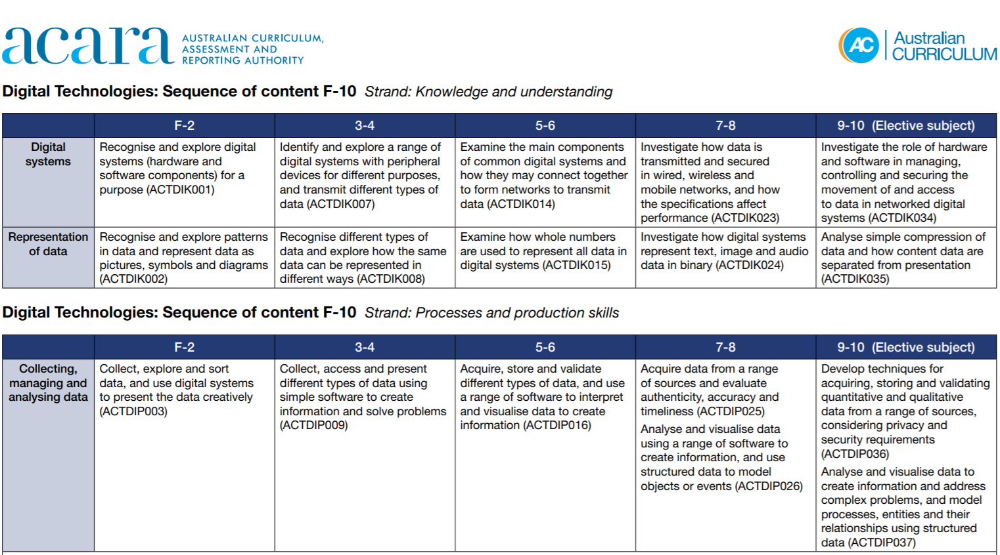 acara AUSTRALIAN CURRICULUM,
ASSESSMENT AND
REPORTING AUTHORITY
AC Australian
CURRICULUM
Digital Technologies: Sequence of content F-10 Strand: Knowledge and understanding
F-2
3-4
5-6
7-8
9-10 (Elective subject)
Digital
systems
Recognise and explore digital
systems (hardware and
software components) for a
purpose (ACTDIK001)
Identify and explore a range of
digital systems with peripheral
devices for different purposes,
and transmit different types of
data (ACTDIK007)
Examine the main components
of common digital systems and
how they may connect together
to form networks to transmit
data (ACTDIK014)
Investigate how data is
transmitted and secured
in wired, wireless and
mobile networks, and how
the specifications affect
performance (ACTDIK023)
Investigate the role of hardware
and software in managing,
controlling and securing the
movement of and access
to data in networked digital
systems (ACTDIK034)
Representation
of data
Recognise and explore patterns
in data and represent data as
pictures, symbols and diagrams
(ACTDIK002)
Recognise different types of
data and explore how the same
data can be represented in
different ways (ACTDIK008)
Examine how whole numbers
are used to represent all data in
digital systems (ACTDIK015)
Investigate how digital systems
represent text, image and audio
data in binary (ACTDIK024)
Analyse simple compression of
data and how content data are
separated from presentation
(ACTDIK035)
Digital Technologies: Sequence of content F-10 Strand: Processes and production skills
F-2
3-4
5-6
7-8
9-10 (Elective subject)
Collecting,
managing and
analysing data
Collect, explore and sort
data, and use digital systems
to present the data creatively
(ACTDIP003)
Collect, access and present
different types of data using
simple software to create
information and solve problems
(ACTDIP009)
Acquire, store and validate
different types of data, and use
a range of software to interpret
and visualise data to create
information (ACTDIP016)
Acquire data from a range
of sources and evaluate
authenticity, accuracy and
timeliness (ACTDIP025)
Analyse and visualise data
using a range of software to
create information, and use
structured data to model
objects or events (ACTDIP026)
Develop techniques for
acquiring, storing and validating
quantitative and qualitative
data from a range of sources,
considering privacy and
security requirements
(ACTDIP036)
Analyse and visualise data to
create information and address
complex problems, and model
processes, entities and their
relationships using structured
data (ACTDIP037)